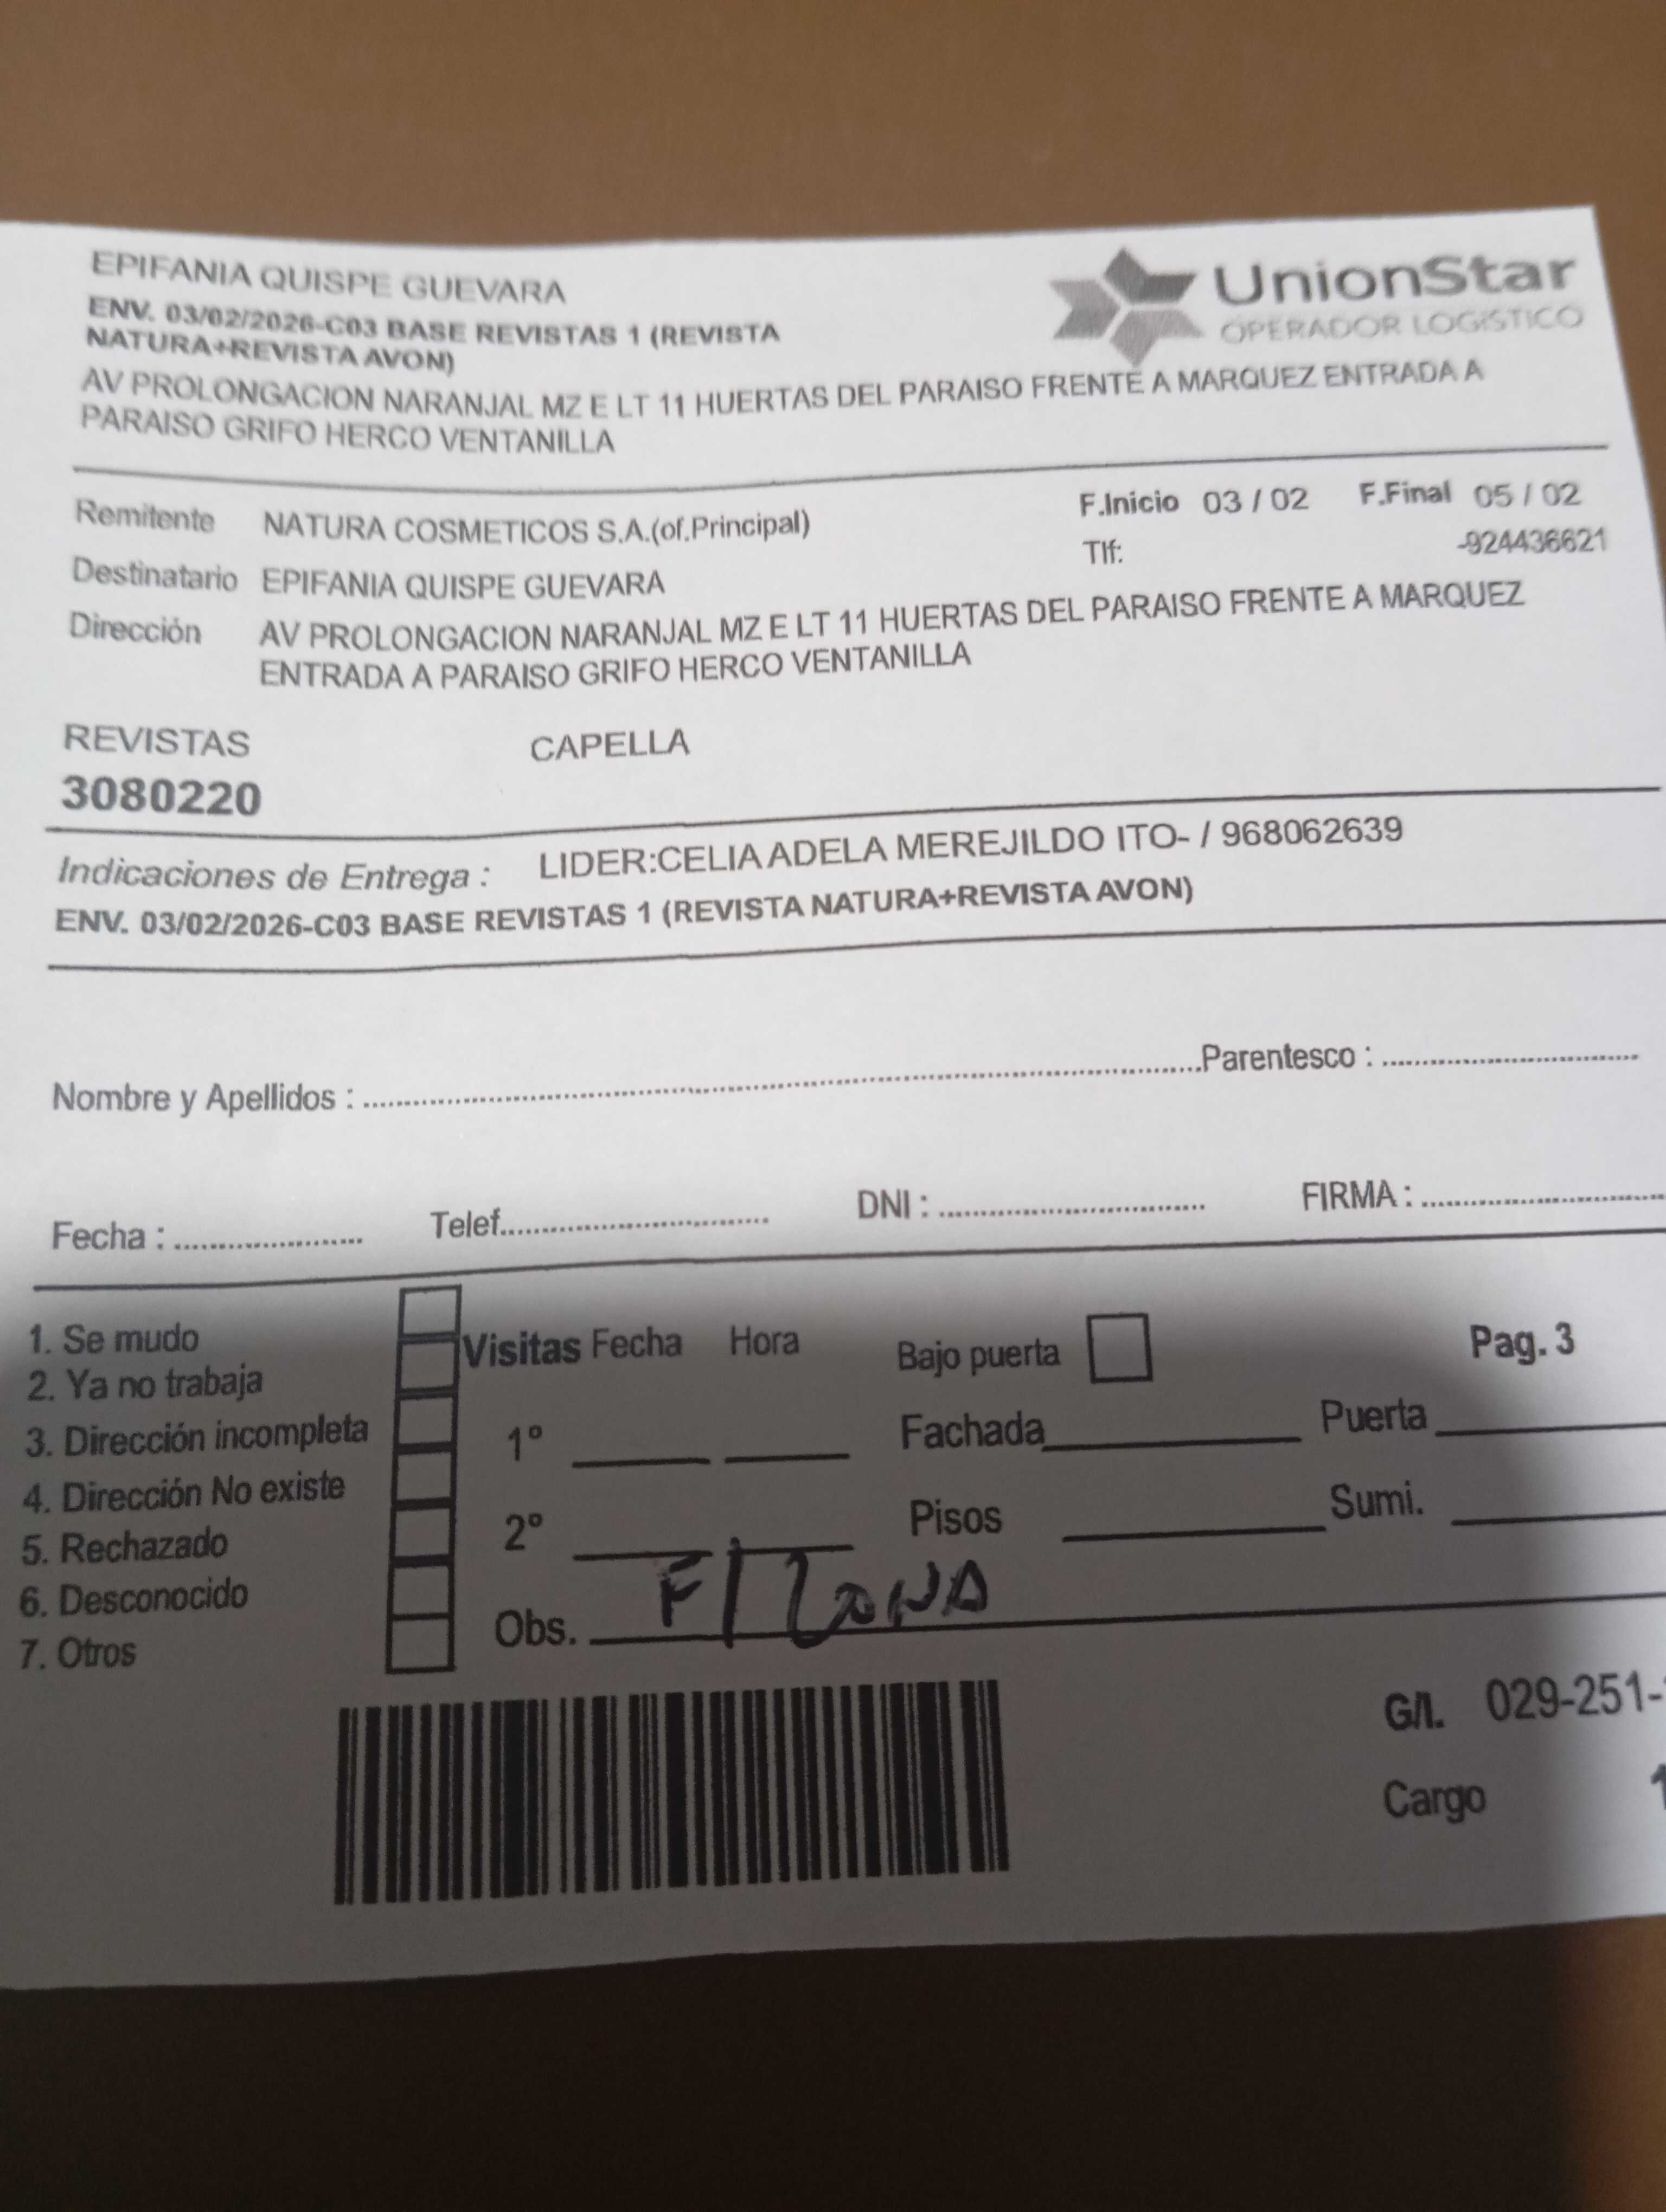 EPIFANIA QUISPE GUEVARA
ENV. 03/02/2026-C03 BASE REVISTAS 1 (REVISTA
NATURA+REVISTA AVON)
AV PROLONGACION NARANJAL MZ E LT 11 HUERTAS DEL PARAISO FRENTE A MARQUEZ ENTRADA A
PARAISO GRIFO HERCO VENTANILLA
UnionStar
OPERADOR LOGíSTICO
Remitente NATURA COSMETICOS S.A.(of.Principal)
F.Inicio 03 / 02 F.Final 05 / 02
Tlf: -924436621
Destinatario EPIFANIA QUISPE GUEVARA
Dirección AV PROLONGACION NARANJAL MZ E LT 11 HUERTAS DEL PARAISO FRENTE A MARQUEZ
ENTRADA A PARAISO GRIFO HERCO VENTANILLA
REVISTAS CAPELLA
3080220
Indicaciones de Entrega : LIDER:CELIA ADELA MEREJILDO ITO- / 968062639
ENV. 03/02/2026-C03 BASE REVISTAS 1 (REVISTA NATURA+REVISTA AVON)
Nombre y Apellidos : Parentesco :
Fecha : Telef. DNI : FIRMA :
1. Se mudo
2. Ya no trabaja
3. Dirección incompleta
4. Dirección No existe
5. Rechazado
6. Desconocido
7. Otros
Visitas Fecha Hora
1º
2º
Obs. F/
Bajo puerta
Pag. 3
Fachada Puerta
Pisos Sumi.
G/I. 029-251-
Cargo